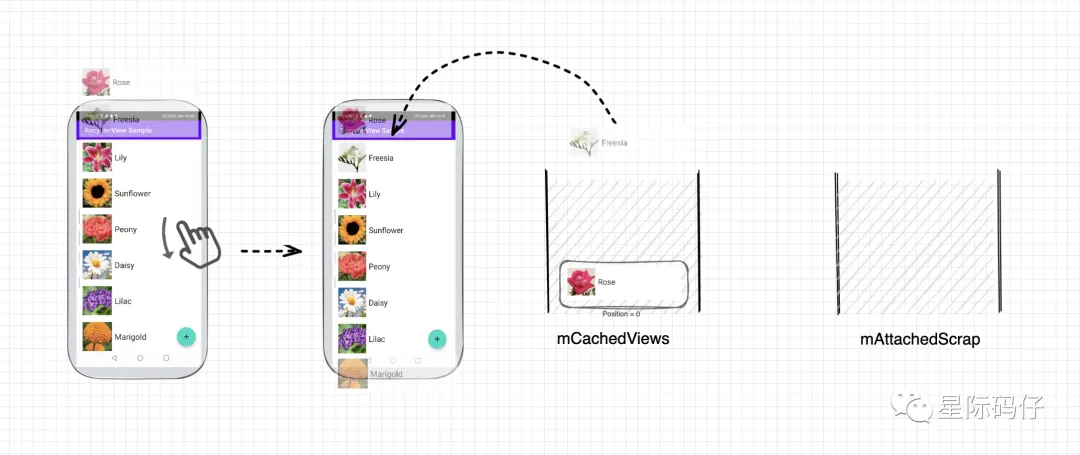 Rose
Freesia
RecyclerView Sample
Lily
Sunflower
Peony
Daisy
Lilac
Marigold
+
Rose
View Sample
Freesia
Lily
Sunflower
Peony
Daisy
Lilac
+
Marigold
Freesia
Rose
Position = 0
mCachedViews
mAttachedScrap
星际码仔